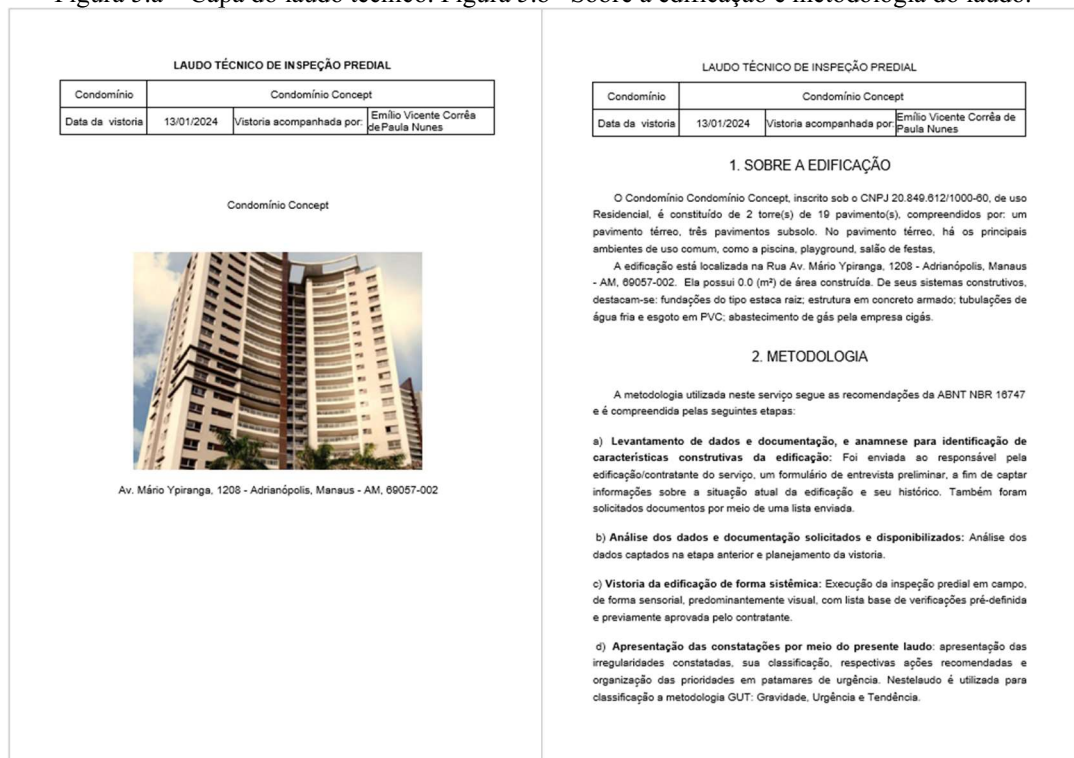 Figura 3.a – Capa do laudo técnico. Figura 3.b - Sobre a edificação e metodologia do laudo.
LAUDO TÉCNICO DE INSPEÇÃO PREDIAL
Condomínio Condomínio Concept
Data da vistoria 13/01/2024 Vistoria acompanhada por: Emílio Vicente Corrêa
dePaula Nunes
Condomínio Concept
Av. Mário Ypiranga, 1208 - Adrianópolis, Manaus - AM, 69057-002
LAUDO TÉCNICO DE INSPEÇÃO PREDIAL
Condomínio Condomínio Concept
Data da vistoria 13/01/2024 Vistoria acompanhada por: Emílio Vicente Corrêa de
Paula Nunes
1. SOBRE A EDIFICAÇÃO
O Condomínio Condomínio Concept, inscrito sob o CNPJ 20.849.612/1000-60, de uso
Residencial, é constituído de 2 torre(s) de 19 pavimento(s), compreendidos por: um
pavimento térreo, três pavimentos subsolo. No pavimento térreo, há os principais
ambientes de uso comum, como a piscina, playground, salão de festas,
A edificação está localizada na Rua Av. Mário Ypiranga, 1208 - Adrianópolis, Manaus
- AM, 69057-002. Ela possui 0.0 (m²) de área construída. De seus sistemas construtivos,
destacam-se: fundações do tipo estaca raiz; estrutura em concreto armado; tubulações de
água fria e esgoto em PVC; abastecimento de gás pela empresa cigás.
2. METODOLOGIA
A metodologia utilizada neste serviço segue as recomendações da ABNT NBR 16747
e é compreendida pelas seguintes etapas:
a) Levantamento de dados e documentação, e anamnese para identificação de
características construtivas da edificação: Foi enviada ao responsável pela
edificação/contratante do serviço, um formulário de entrevista preliminar, a fim de captar
informações sobre a situação atual da edificação e seu histórico. Também foram
solicitados documentos por meio de uma lista enviada.
b) Análise dos dados e documentação solicitados e disponibilizados: Análise dos
dados captados na etapa anterior e planejamento da vistoria.
c) Vistoria da edificação de forma sistêmica: Execução da inspeção predial em campo,
de forma sensorial, predominantemente visual, com lista base de verificações pré-definida
e previamente aprovada pelo contratante.
d) Apresentação das constatações por meio do presente laudo: apresentação das
irregularidades constatadas, sua classificação, respectivas ações recomendadas e
organização das prioridades em patamares de urgência. Nestelaudo é utilizada para
classificação a metodologia GUT: Gravidade, Urgência e Tendência.